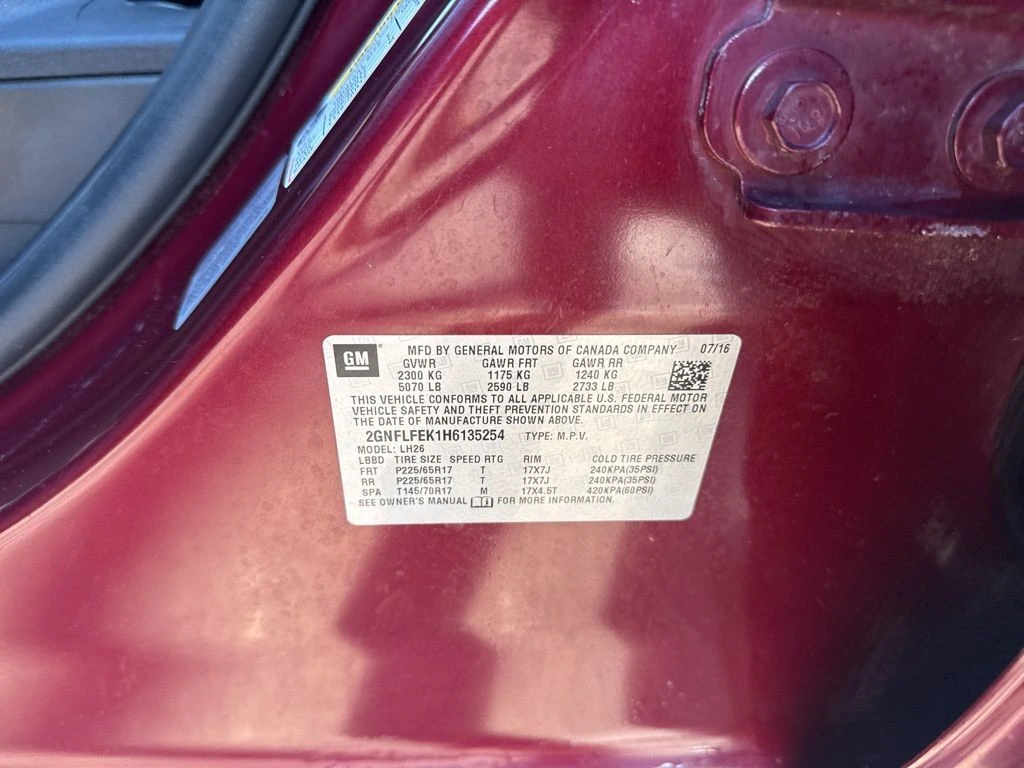 GM
MFD BY GENERAL MOTORS OF CANADA COMPANY 07/16
GVWR GAWR FRT GAWR RR
2300 KG 1175 KG 1240 KG
5070 LB 2590 LB 2733 LB
THIS VEHICLE CONFORMS TO ALL APPLICABLE U.S. FEDERAL MOTOR
VEHICLE SAFETY AND THEFT PREVENTION STANDARDS IN EFFECT ON
THE DATE OF MANUFACTURE SHOWN ABOVE.
2GNFLFEK1H6135254 TYPE: M.P.V.
MODEL: LH26
LBBD TIRE SIZE SPEED RTG RIM COLD TIRE PRESSURE
FRT P225/65R17 T 17X7J 240KPA(35PSI)
RR P225/65R17 T 17X7J 240KPA(35PSI)
SPA T145/70R17 M 17X4.5T 420KPA(60PSI)
SEE OWNER'S MANUAL FOR MORE INFORMATION.